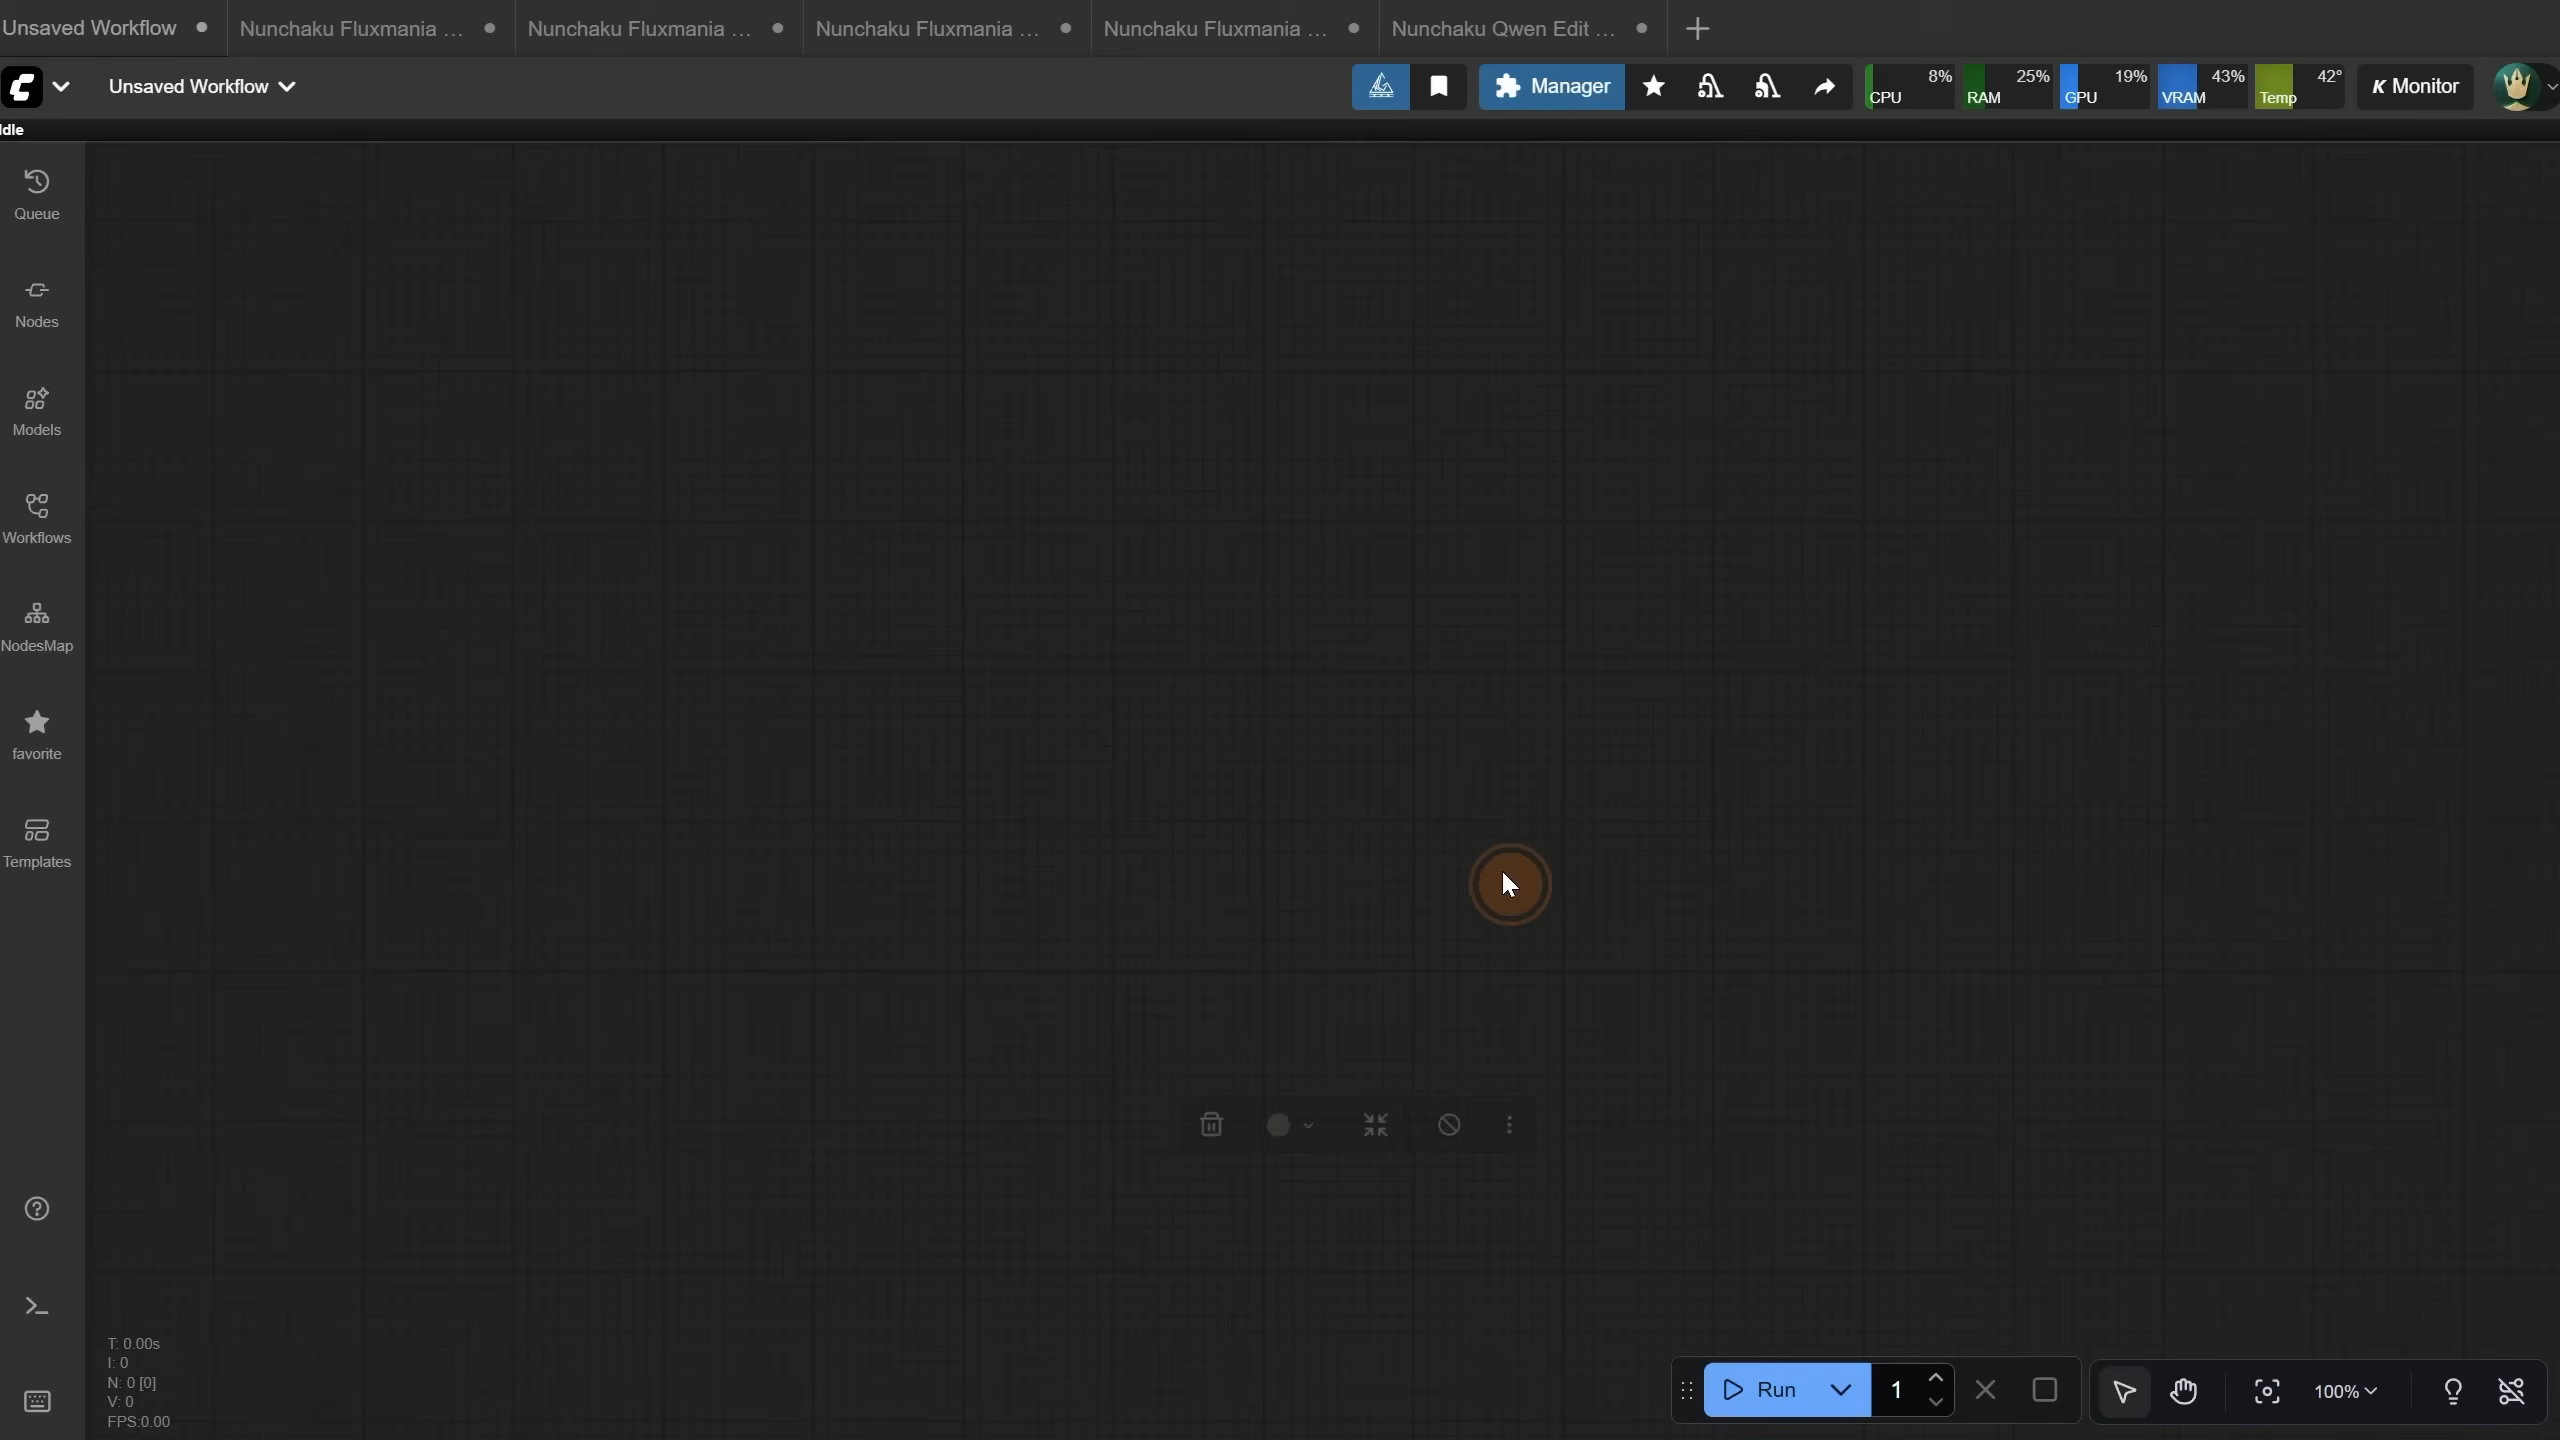 Unsaved Workflow
Nunchaku Fluxmania ...
Nunchaku Fluxmania ...
Nunchaku Fluxmania ...
Nunchaku Fluxmania ...
Nunchaku Qwen Edit ...
Unsaved Workflow
Manager
CPU 8%
RAM 25%
GPU 19%
VRAM 43%
Temp 42°
K Monitor
dle
Queue
Nodes
Models
Workflows
NodesMap
favorite
Templates
T: 0.00s
I: 0
N: 0 [0]
V: 0
FPS:0.00
Run
1
100%